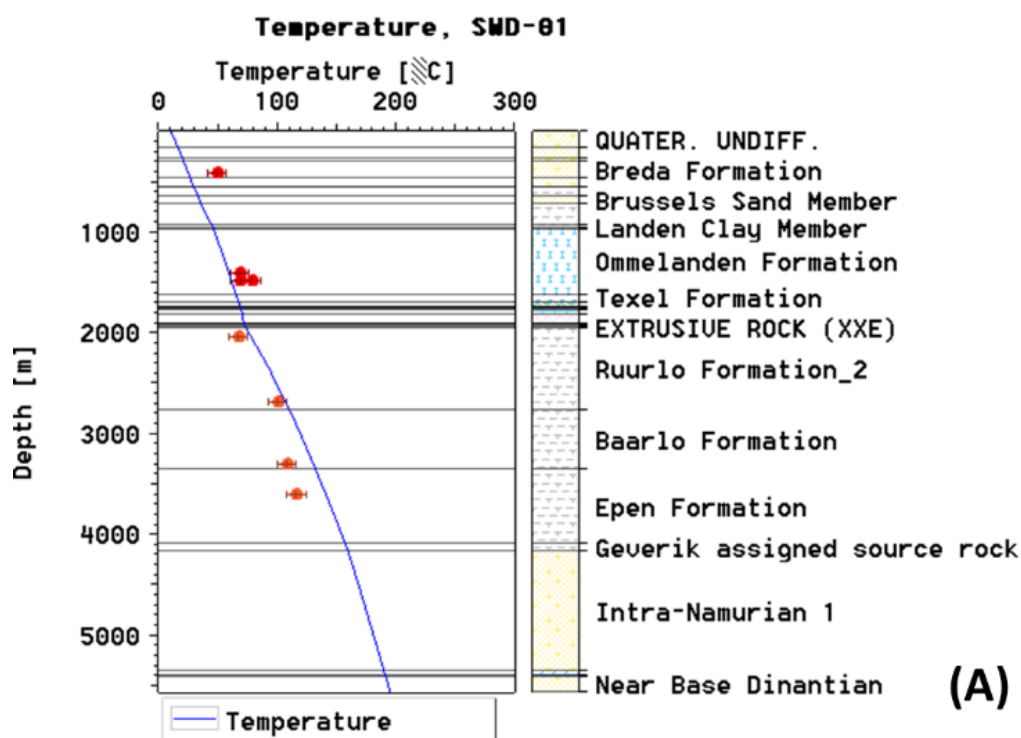 Temperature, SWD-01
Temperature [°C]
0 100 200 300
QUATER. UNDIFF.
Breda Formation
Brussels Sand Member
1000
Landen Clay Member
Ommelanden Formation
Texel Formation
2000
EXTRUSIVE ROCK (XXE)
Ruurlo Formation_2
3000
Baarlo Formation
Epen Formation
4000
Geverik assigned source rock
Intra-Namurian 1
5000
Near Base Dinantian
Depth [m]
(A)
Temperature